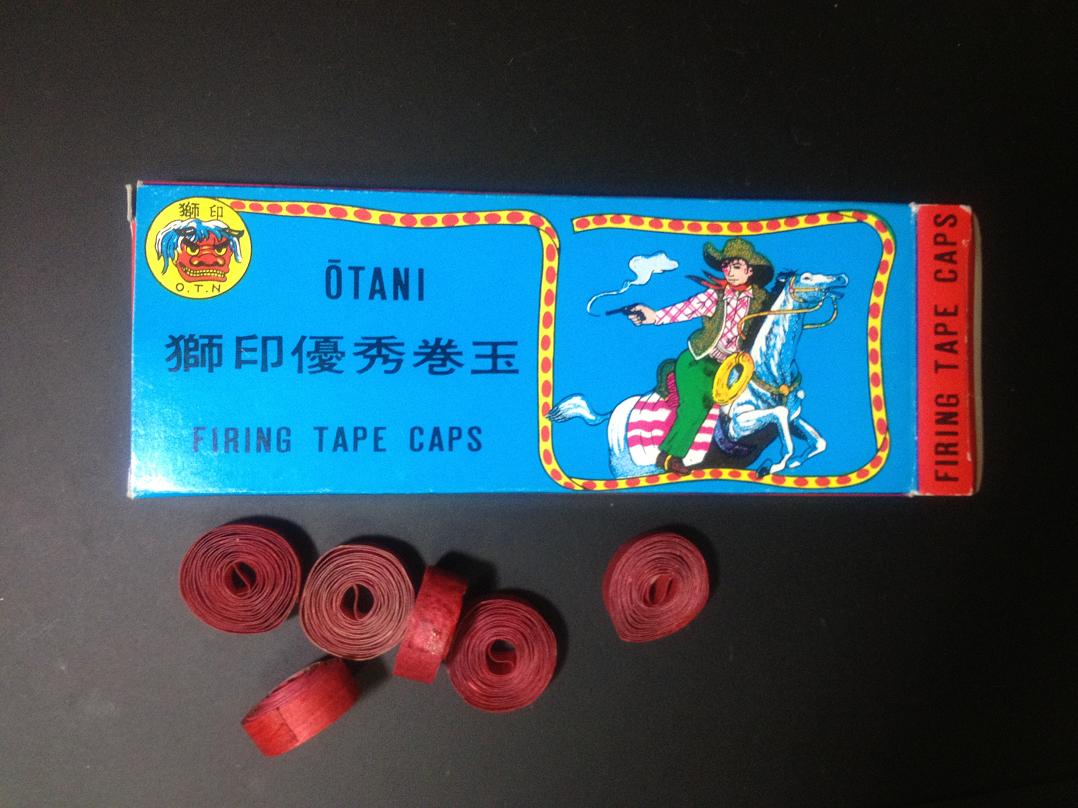 獅印
O.T.N
ŌTANI
獅印優秀巻玉
FIRING TAPE CAPS
FIRING TAPE CAPS